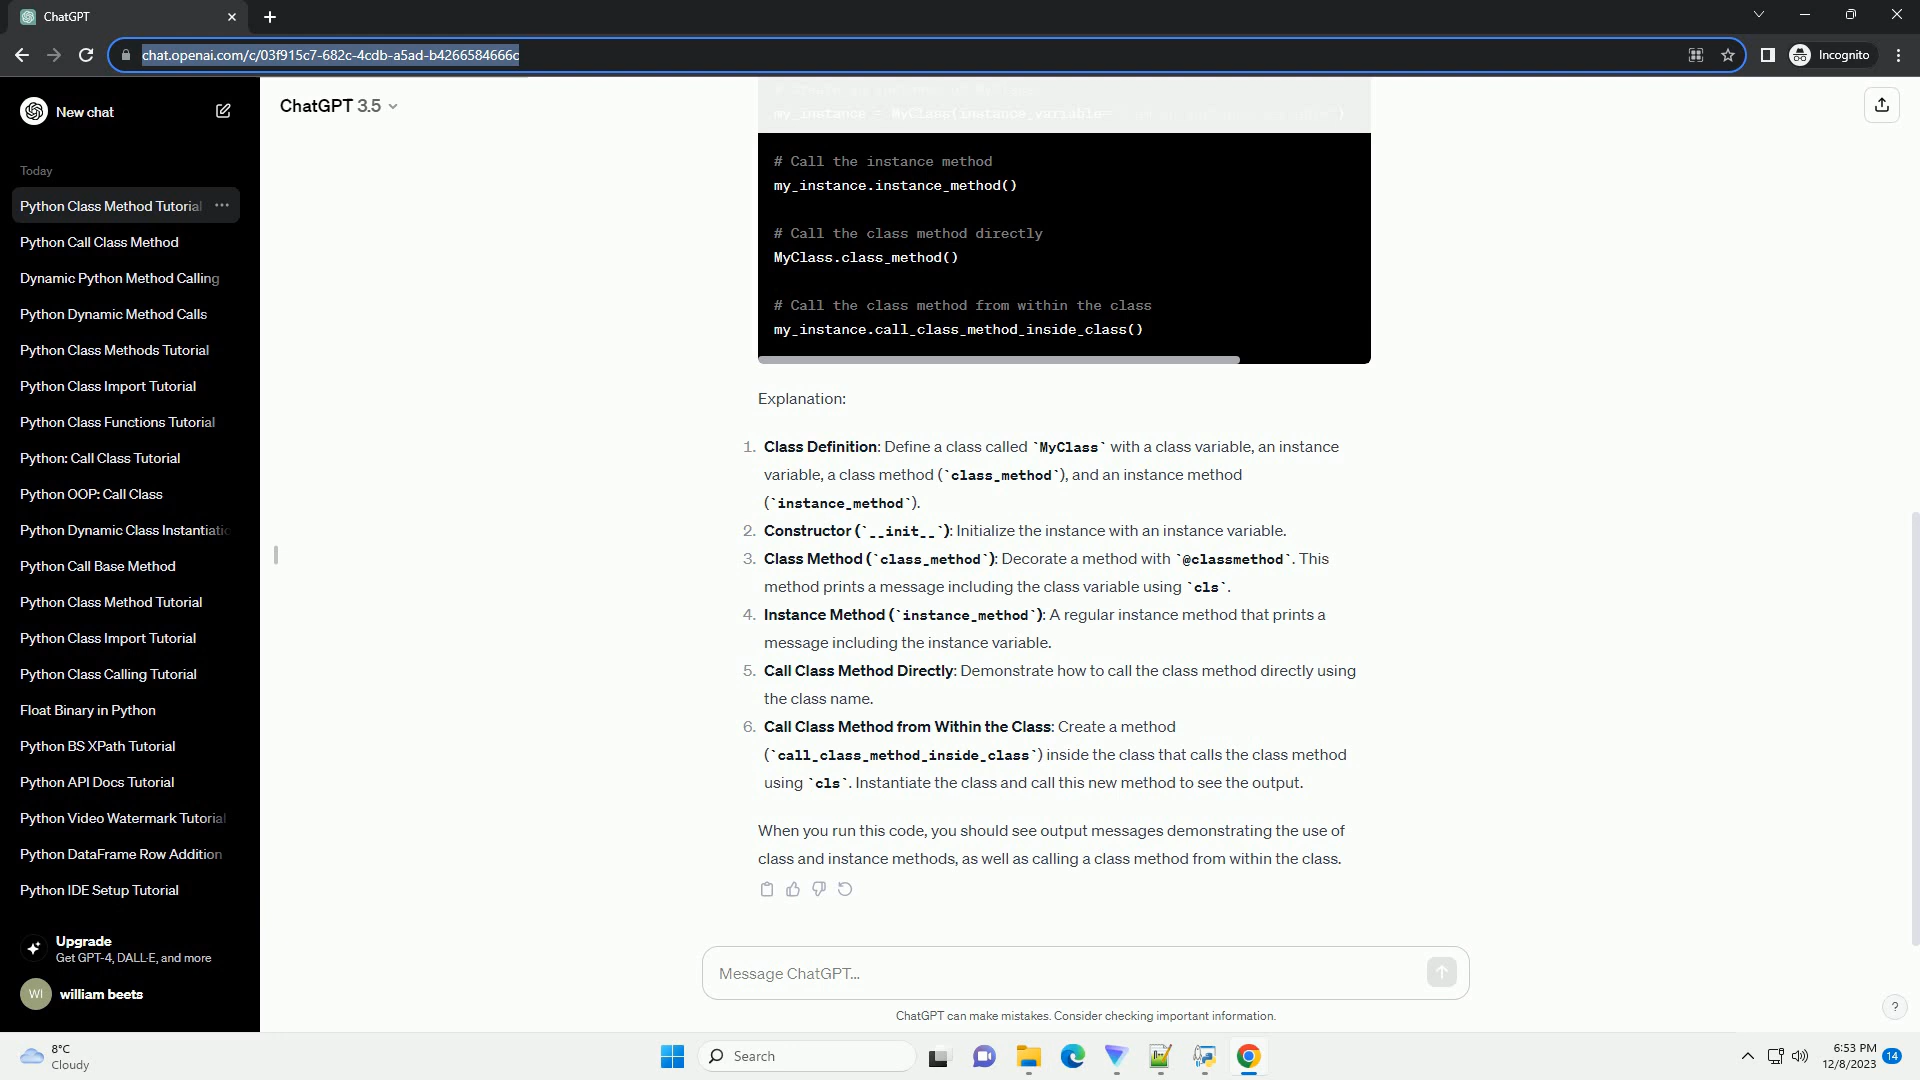 ChatGPT
chat.openai.com/c/03f915c7-682c-4cdb-a5ad-b4266584666c
Incognito
New chat
ChatGPT 3.5
Today
Python Class Method Tutorial
Python Call Class Method
Dynamic Python Method Calling
Python Dynamic Method Calls
Python Class Methods Tutorial
Python Class Import Tutorial
Python Class Functions Tutorial
Python: Call Class Tutorial
Python OOP: Call Class
Python Dynamic Class Instantiatio
Python Call Base Method
Python Class Method Tutorial
Python Class Import Tutorial
Python Class Calling Tutorial
Float Binary in Python
Python BS XPath Tutorial
Python API Docs Tutorial
Python Video Watermark Tutorial
Python DataFrame Row Addition
Python IDE Setup Tutorial
Upgrade
Get GPT-4, DALL·E, and more
WI
william beets
my_instance = MyClass(instance_variable=
# Call the instance method
my_instance.instance_method()
# Call the class method directly
MyClass.class_method()
# Call the class method from within the class
my_instance.call_class_method_inside_class()
Explanation:
1. Class Definition: Define a class called `MyClass` with a class variable, an instance
variable, a class method (`class_method`), and an instance method
(`instance_method`).
2. Constructor (`__init__`): Initialize the instance with an instance variable.
3. Class Method (`class_method`): Decorate a method with `@classmethod`. This
method prints a message including the class variable using `cls`.
4. Instance Method (`instance_method`): A regular instance method that prints a
message including the instance variable.
5. Call Class Method Directly: Demonstrate how to call the class method directly using
the class name.
6. Call Class Method from Within the Class: Create a method
(`call_class_method_inside_class`) inside the class that calls the class method
using `cls`. Instantiate the class and call this new method to see the output.
When you run this code, you should see output messages demonstrating the use of
class and instance methods, as well as calling a class method from within the class.
Message ChatGPT...
ChatGPT can make mistakes. Consider checking important information.
?
8°C
Cloudy
Search
6:53 PM
12/8/2023
14